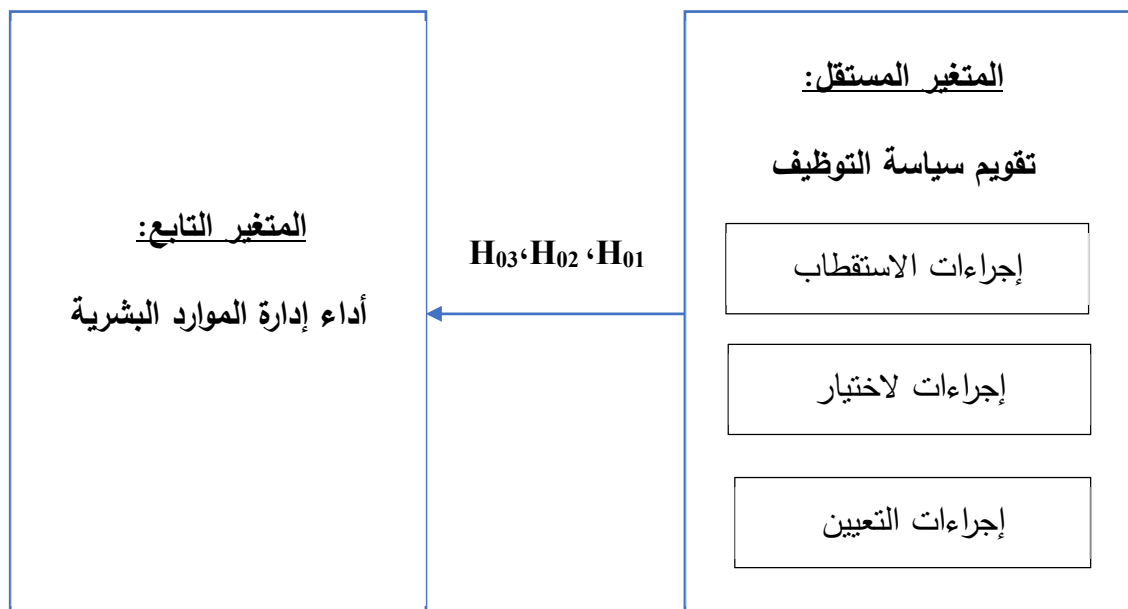 المتغير المستقل:
تقويم سياسة التوظيف
إجراءات الاستقطاب
إجراءات لاختيار
إجراءات التعيين
H01، H02،H03
المتغير التابع:
أداء إدارة الموارد البشرية